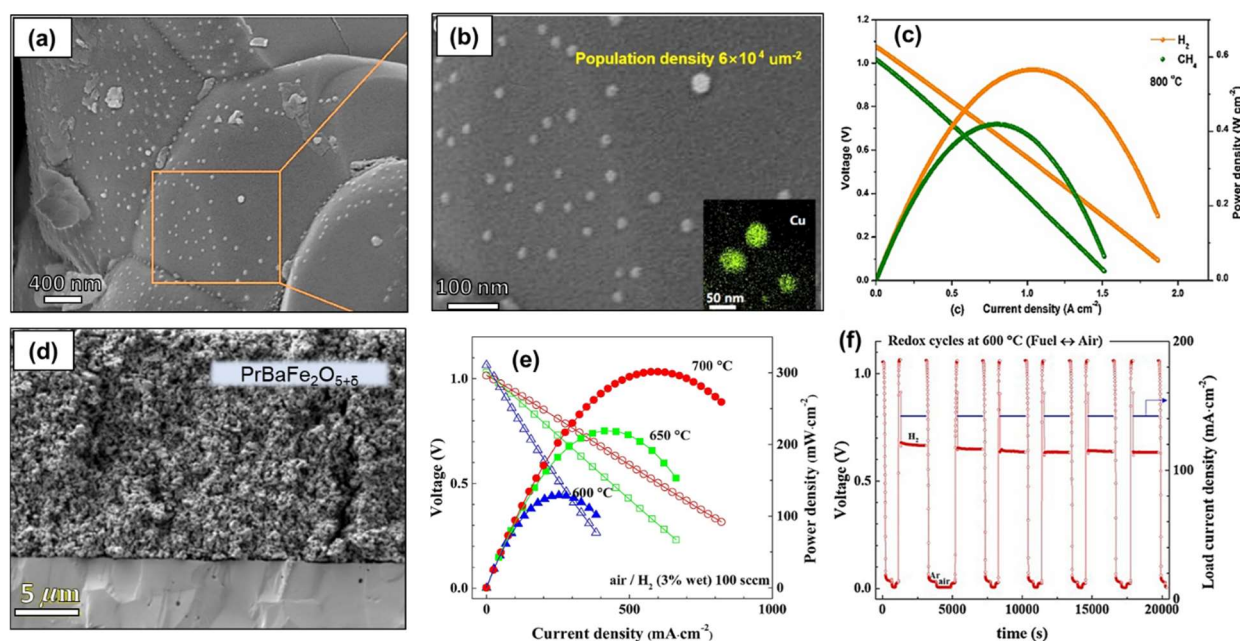 (a)
400 nm
(b)
Population density 6×10⁴ um⁻²
Cu
50 nm
100 nm
(c)
H₂
CH₄
800 °C
Voltage (V)
1.2
1.0
0.8
0.6
0.4
0.2
0.0
0.6
0.4
0.2
0.0
Power density (W cm⁻²)
0.0 0.5 1.0 1.5 2.0
(c) Current density (A cm⁻²)
(d)
PrBaFe₂O₅₊δ
5 μm
(e)
700 °C
650 °C
600 °C
air / H₂ (3% wet) 100 sccm
Voltage (V)
1.0
0.5
0.0
300
200
100
0
Power density (mW·cm⁻²)
0 500 1000
Current density (mA·cm⁻²)
(f)
Redox cycles at 600 °C (Fuel ↔ Air)
H₂
Ar
air
Voltage (V)
1.0
0.5
0.0
200
100
0
Load current density (mA·cm⁻²)
0 5000 10000 15000 20000
time (s)